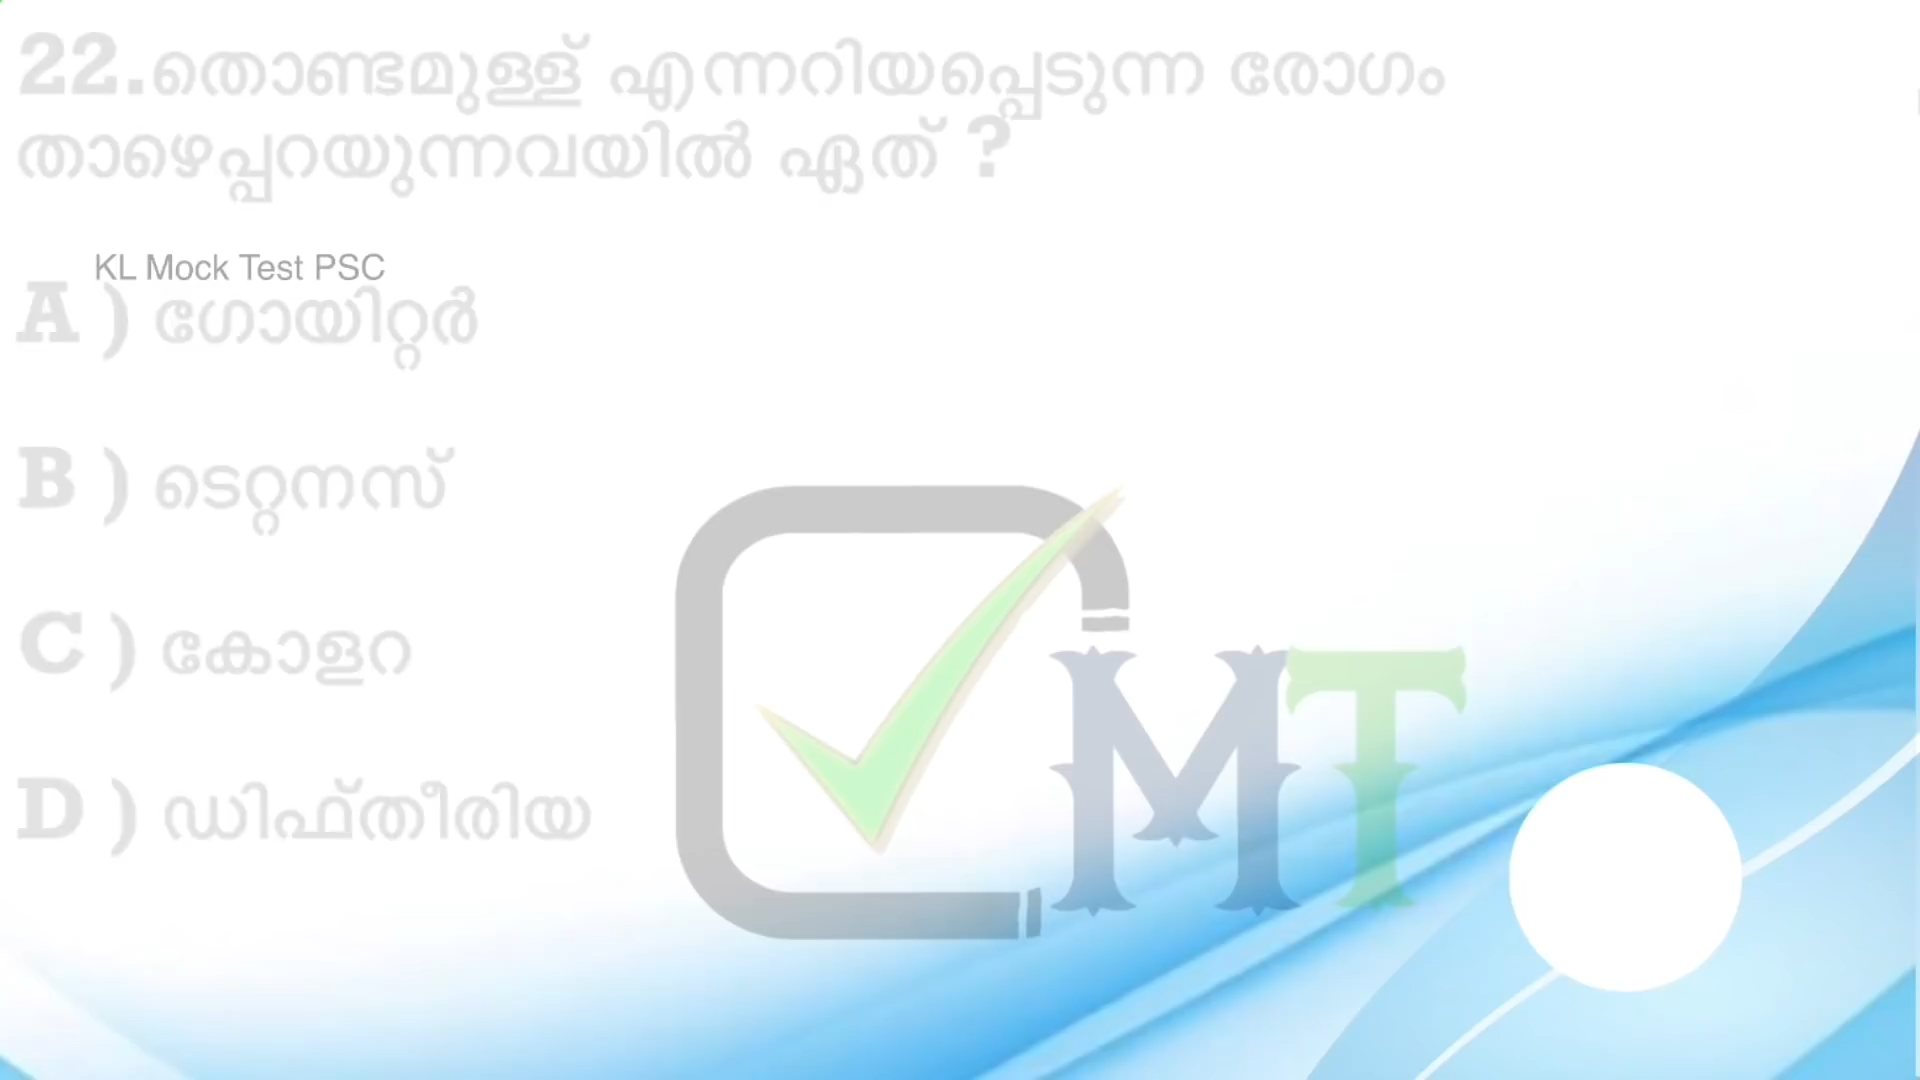 22.തൊണ്ടമുള്ള് എന്നറിയപ്പെടുന്ന രോഗം
താഴെപ്പറയുന്നവയിൽ ഏത് ?
KL Mock Test PSC
A ) ഗോയിറ്റർ
B ) ടെറ്റനസ്
C ) കോളറ
MT
D ) ഡിഫ്തീരിയ